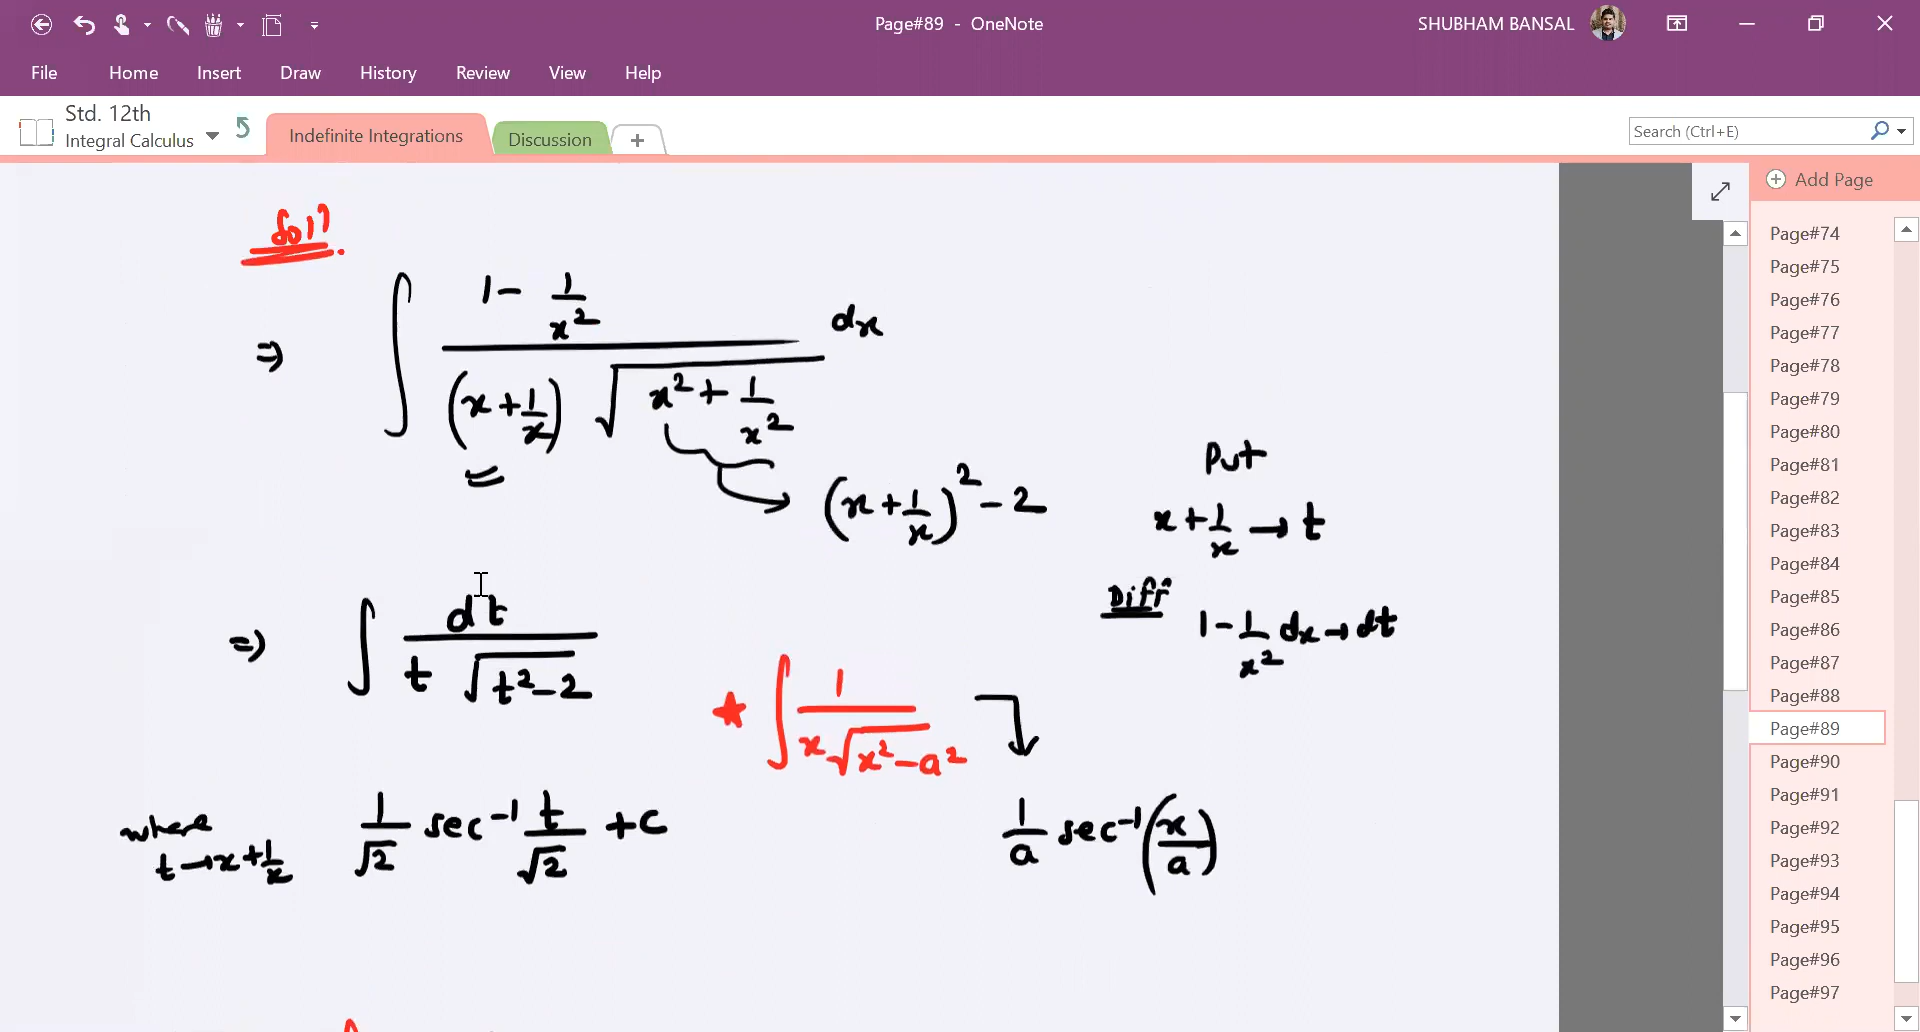 Page#89 - OneNote
SHUBHAM BANSAL
File Home Insert Draw History Review View Help
Std. 12th
Integral Calculus
Indefinite Integrations
Discussion
+
Search (Ctrl+E)
Add Page
Page#74
Page#75
Page#76
Page#77
Page#78
Page#79
Page#80
Page#81
Page#82
Page#83
Page#84
Page#85
Page#86
Page#87
Page#88
Page#89
Page#90
Page#91
Page#92
Page#93
Page#94
Page#95
Page#96
Page#97
Solⁿ.
⇒ ∫ (1 - 1/x²) / ((x + 1/x) √(x² + 1/x²)) dx
(x + 1/x)² - 2
Put
x + 1/x → t
Diff
1 - 1/x² dx → dt
⇒ ∫ dt / (t √(t² - 2))
★ ∫ 1 / (x √(x² - a²))
1/a sec⁻¹(x/a)
1/√2 sec⁻¹ t/√2 + c
where
t → x + 1/x